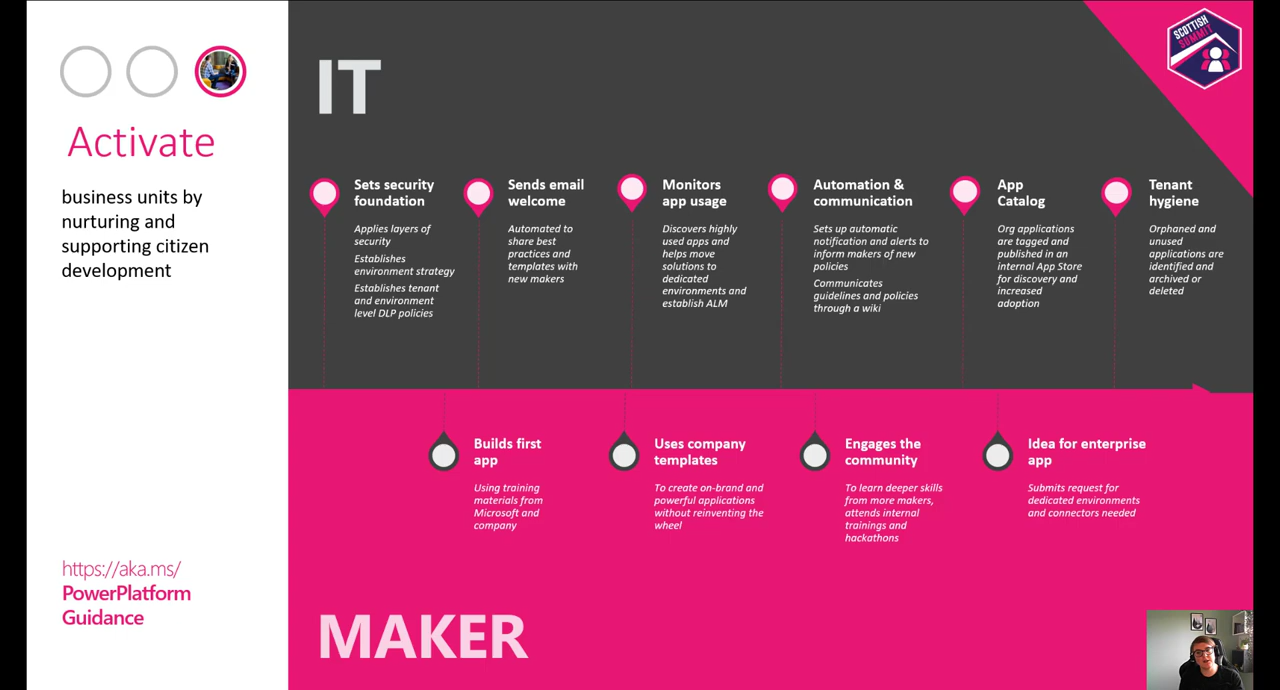 SCOTTISH
SUMMIT
Activate
business units by
nurturing and
supporting citizen
development
https://aka.ms/
PowerPlatform
Guidance
IT
Sets security
foundation
Applies layers of
security
Establishes
environment strategy
Establishes tenant
and environment
level DLP policies
Sends email
welcome
Automated to
share best
practices and
templates with
new makers
Monitors
app usage
Discovers highly
used apps and
helps move
solutions to
dedicated
environments and
establish ALM
Automation &
communication
Sets up automatic
notification and alerts to
inform makers of new
policies
Communicates
guidelines and policies
through a wiki
App
Catalog
Org applications
are tagged and
published in an
internal App Store
for discovery and
increased
adoption
Tenant
hygiene
Orphaned and
unused
applications are
identified and
archived or
deleted
Builds first
app
Using training
materials from
Microsoft and
company
Uses company
templates
To create on-brand and
powerful applications
without reinventing the
wheel
Engages the
community
To learn deeper skills
from more makers,
attends internal
trainings and
hackathons
Idea for enterprise
app
Submits request for
dedicated environments
and connectors needed
MAKER